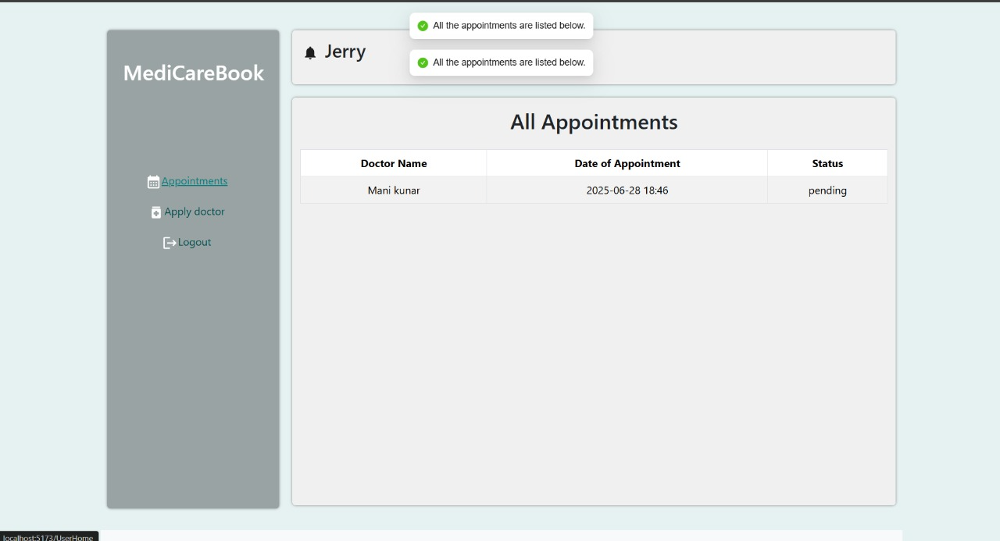 All the appointments are listed below.
All the appointments are listed below.
MediCareBook
Jerry
Appointments
Apply doctor
Logout
All Appointments
Doctor Name Date of Appointment Status
Mani kunar 2025-06-28 18:46 pending
localhost:5173/UserHome